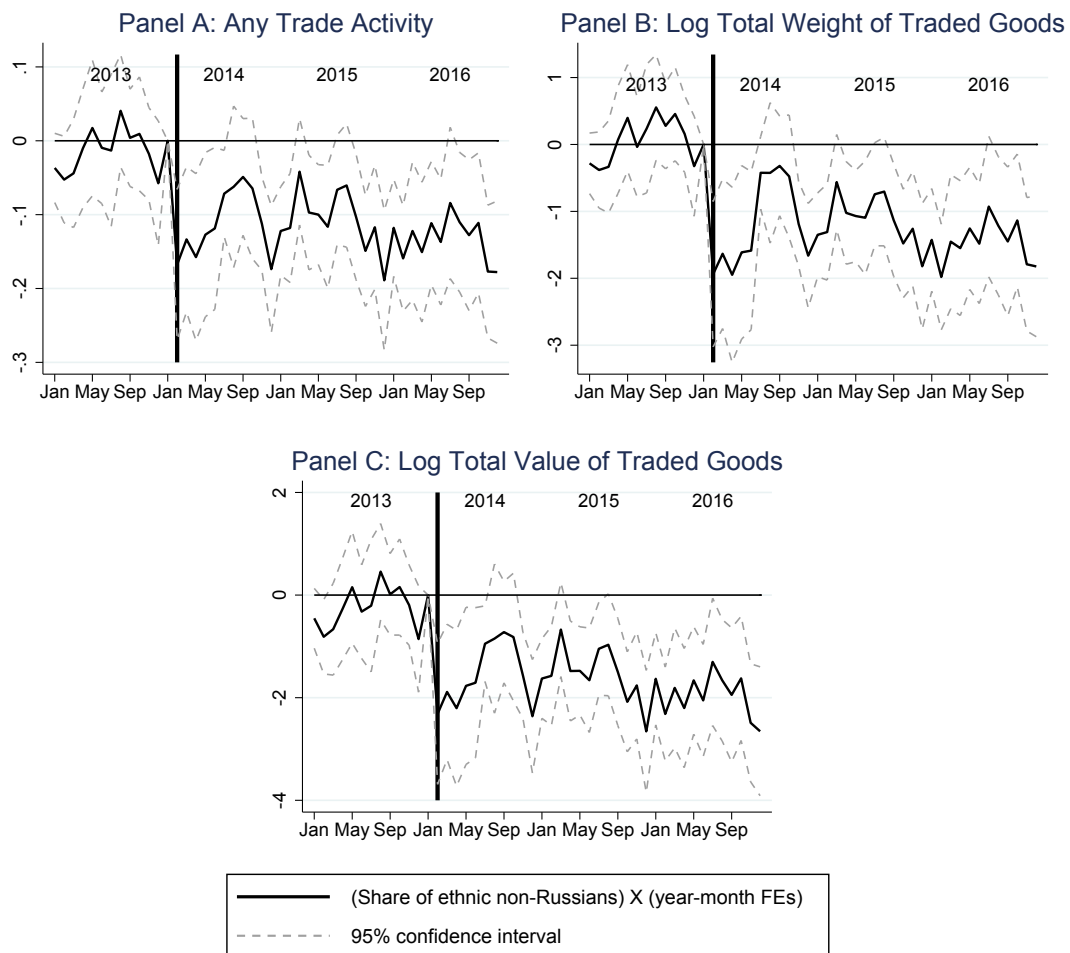 Panel A: Any Trade Activity
.1
0
-.1
-.2
-.3
2013 2014 2015 2016
Jan May Sep Jan May Sep Jan May Sep Jan May Sep
Panel B: Log Total Weight of Traded Goods
1
0
-1
-2
-3
2013 2014 2015 2016
Jan May Sep Jan May Sep Jan May Sep Jan May Sep
Panel C: Log Total Value of Traded Goods
2
0
-2
-4
2013 2014 2015 2016
Jan May Sep Jan May Sep Jan May Sep Jan May Sep
(Share of ethnic non-Russians) X (year-month FEs)
95% confidence interval